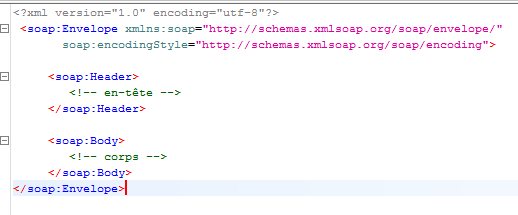 <?xml version="1.0" encoding="utf-8"?>
<soap:Envelope xmlns:soap="http://schemas.xmlsoap.org/soap/envelope/"
soap:encodingStyle="http://schemas.xmlsoap.org/soap/encoding">
<soap:Header>
<!-- en-tête -->
</soap:Header>
<soap:Body>
<!-- corps -->
</soap:Body>
</soap:Envelope>